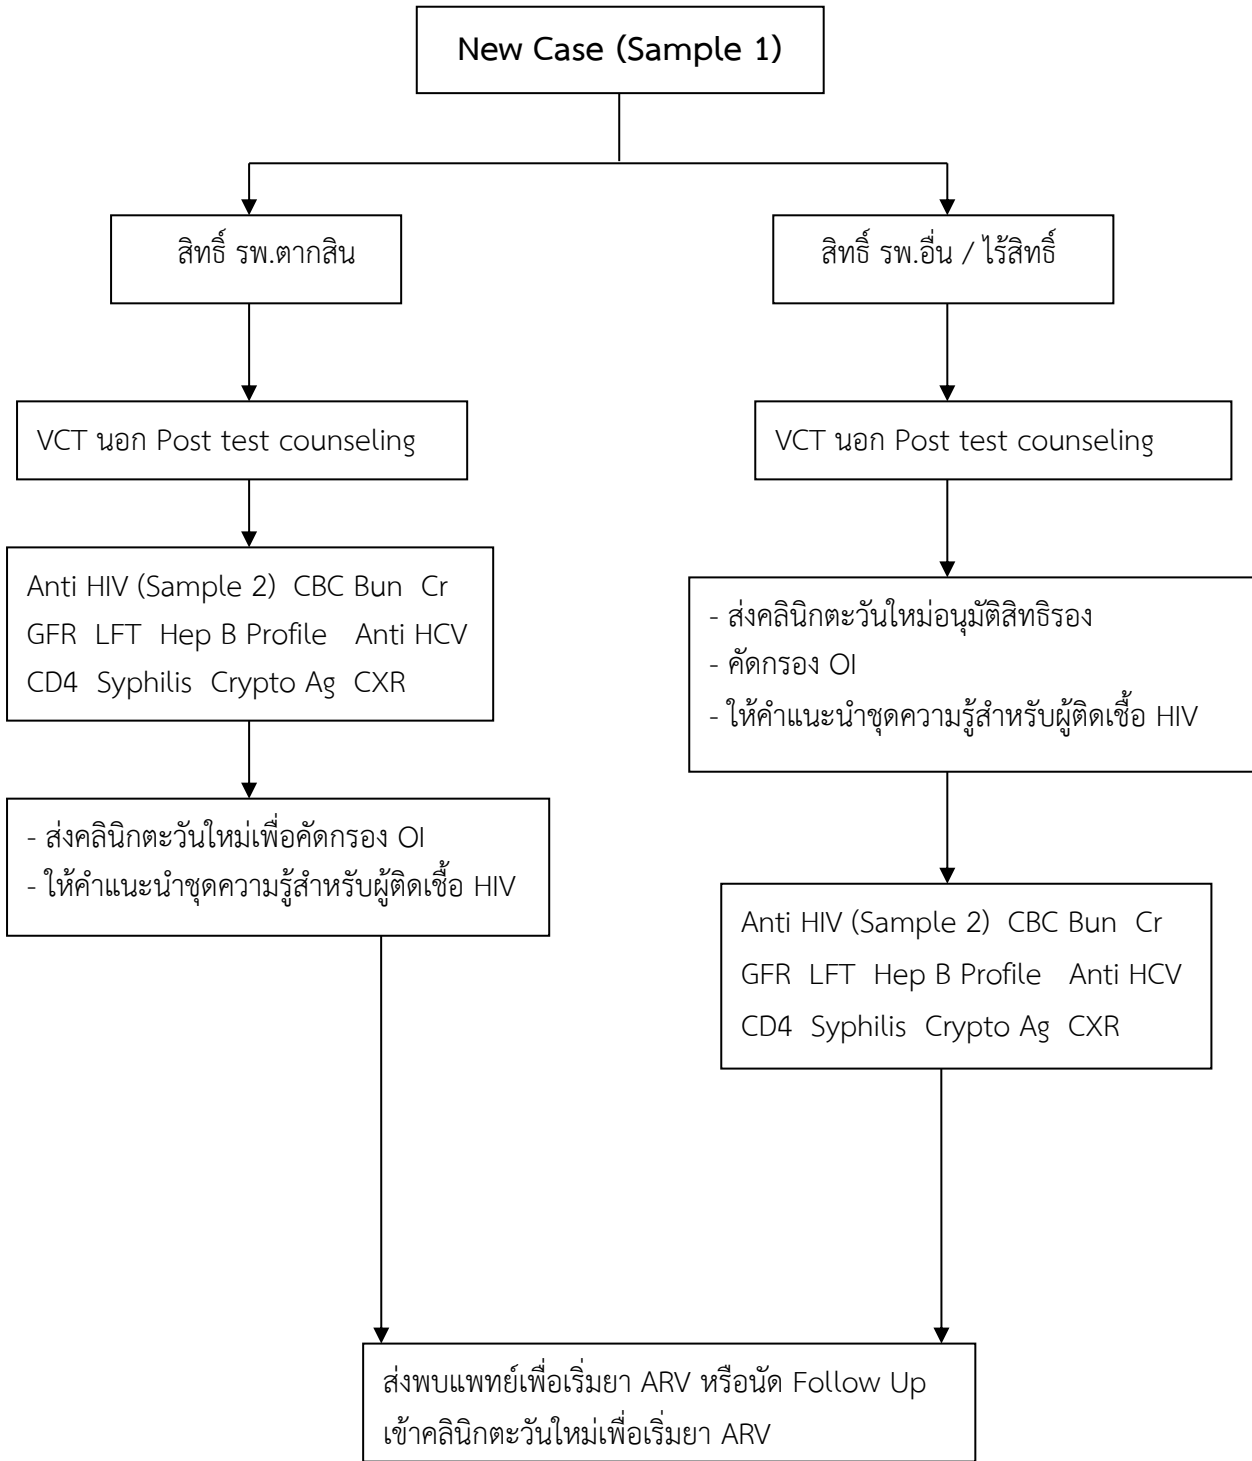 New Case (Sample 1)
สิทธิ์ รพ.ตากสิน
สิทธิ์ รพ.อื่น / ไร้สิทธิ์
VCT นอก Post test counseling
VCT นอก Post test counseling
Anti HIV (Sample 2) CBC Bun Cr
GFR LFT Hep B Profile Anti HCV
CD4 Syphilis Crypto Ag CXR
- ส่งคลินิกตะวันใหม่อนุมัติสิทธิรอง
- คัดกรอง OI
- ให้คำแนะนำชุดความรู้สำหรับผู้ติดเชื้อ HIV
- ส่งคลินิกตะวันใหม่เพื่อคัดกรอง OI
- ให้คำแนะนำชุดความรู้สำหรับผู้ติดเชื้อ HIV
Anti HIV (Sample 2) CBC Bun Cr
GFR LFT Hep B Profile Anti HCV
CD4 Syphilis Crypto Ag CXR
ส่งพบแพทย์เพื่อเริ่มยา ARV หรือนัด Follow Up
เข้าคลินิกตะวันใหม่เพื่อเริ่มยา ARV